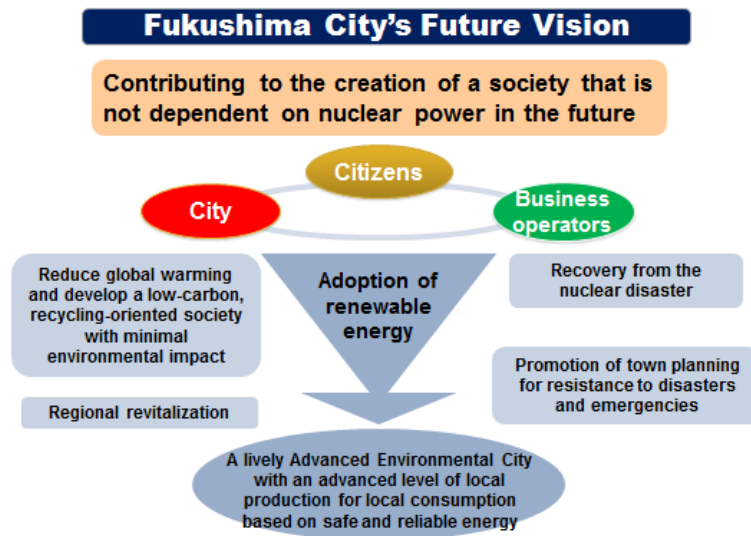 Fukushima City's Future Vision
Contributing to the creation of a society that is
not dependent on nuclear power in the future
Citizens
City
Business
operators
Reduce global warming
and develop a low-carbon,
recycling-oriented society
with minimal
environmental impact
Adoption of
renewable
energy
Recovery from the
nuclear disaster
Regional revitalization
Promotion of town planning
for resistance to disasters
and emergencies
A lively Advanced Environmental City
with an advanced level of local
production for local consumption
based on safe and reliable energy